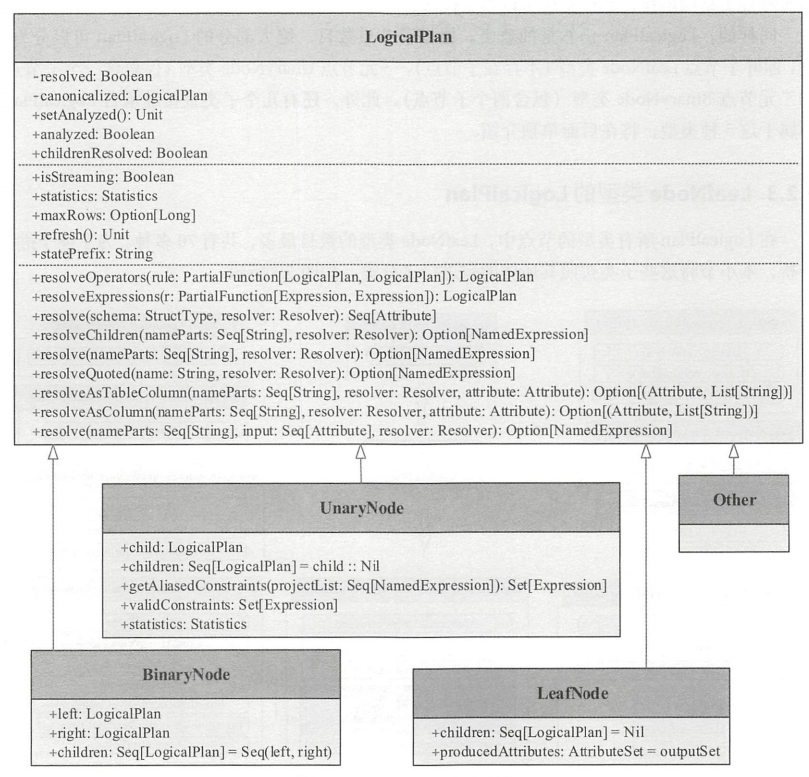 LogicalPlan
-resolved: Boolean
-canonicalized: LogicalPlan
+setAnalyzed(): Unit
+analyzed: Boolean
+childrenResolved: Boolean
+isStreaming: Boolean
+statistics: Statistics
+maxRows: Option[Long]
+refresh(): Unit
+statePrefix: String
+resolveOperators(rule: PartialFunction[LogicalPlan, LogicalPlan]): LogicalPlan
+resolveExpressions(r: PartialFunction[Expression, Expression]): LogicalPlan
+resolve(schema: StructType, resolver: Resolver): Seq[Attribute]
+resolveChildren(nameParts: Seq[String], resolver: Resolver): Option[NamedExpression]
+resolve(nameParts: Seq[String], resolver: Resolver): Option[NamedExpression]
+resolveQuoted(name: String, resolver: Resolver): Option[NamedExpression]
+resolveAsTableColumn(nameParts: Seq[String], resolver: Resolver, attribute: Attribute): Option[(Attribute, List[String])]
+resolveAsColumn(nameParts: Seq[String], resolver: Resolver, attribute: Attribute): Option[(Attribute, List[String])]
+resolve(nameParts: Seq[String], input: Seq[Attribute], resolver: Resolver): Option[NamedExpression]
UnaryNode
+child: LogicalPlan
+children: Seq[LogicalPlan] = child :: Nil
+getAliasedConstraints(projectList: Seq[NamedExpression]): Set[Expression]
+validConstraints: Set[Expression]
+statistics: Statistics
Other
BinaryNode
+left: LogicalPlan
+right: LogicalPlan
+children: Seq[LogicalPlan] = Seq(left, right)
LeafNode
+children: Seq[LogicalPlan] = Nil
+producedAttributes: AttributeSet = outputSet